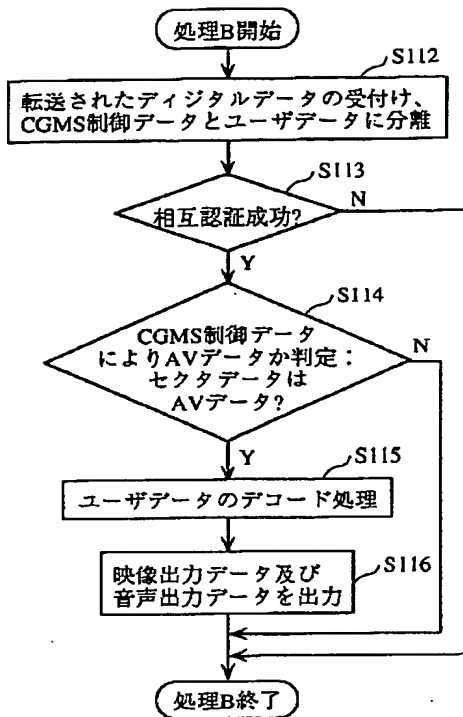 処理B開始
S112
転送されたディジタルデータの受付け、
CGMS制御データとユーザデータに分離
S113
相互認証成功?
N
Y
S114
CGMS制御データ
によりAVデータか判定：
セクタデータは
AVデータ?
N
Y
S115
ユーザデータのデコード処理
S116
映像出力データ及び
音声出力データを出力
処理B終了